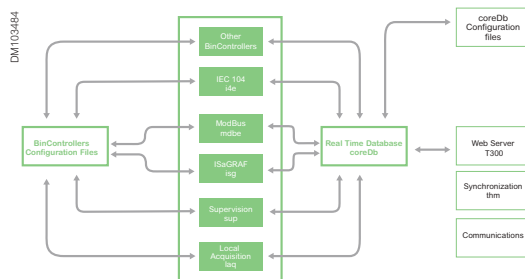 DM103484
Other
BinControllers
IEC 104
i4e
ModBus
mdbe
ISaGRAF
isg
Supervision
sup
Local
Acquisition
laq
BinControllers
Configuration Files
Real Time Database
coreDb
coreDb
Configuration
files
Web Server
T300
Synchronization
thm
Communications